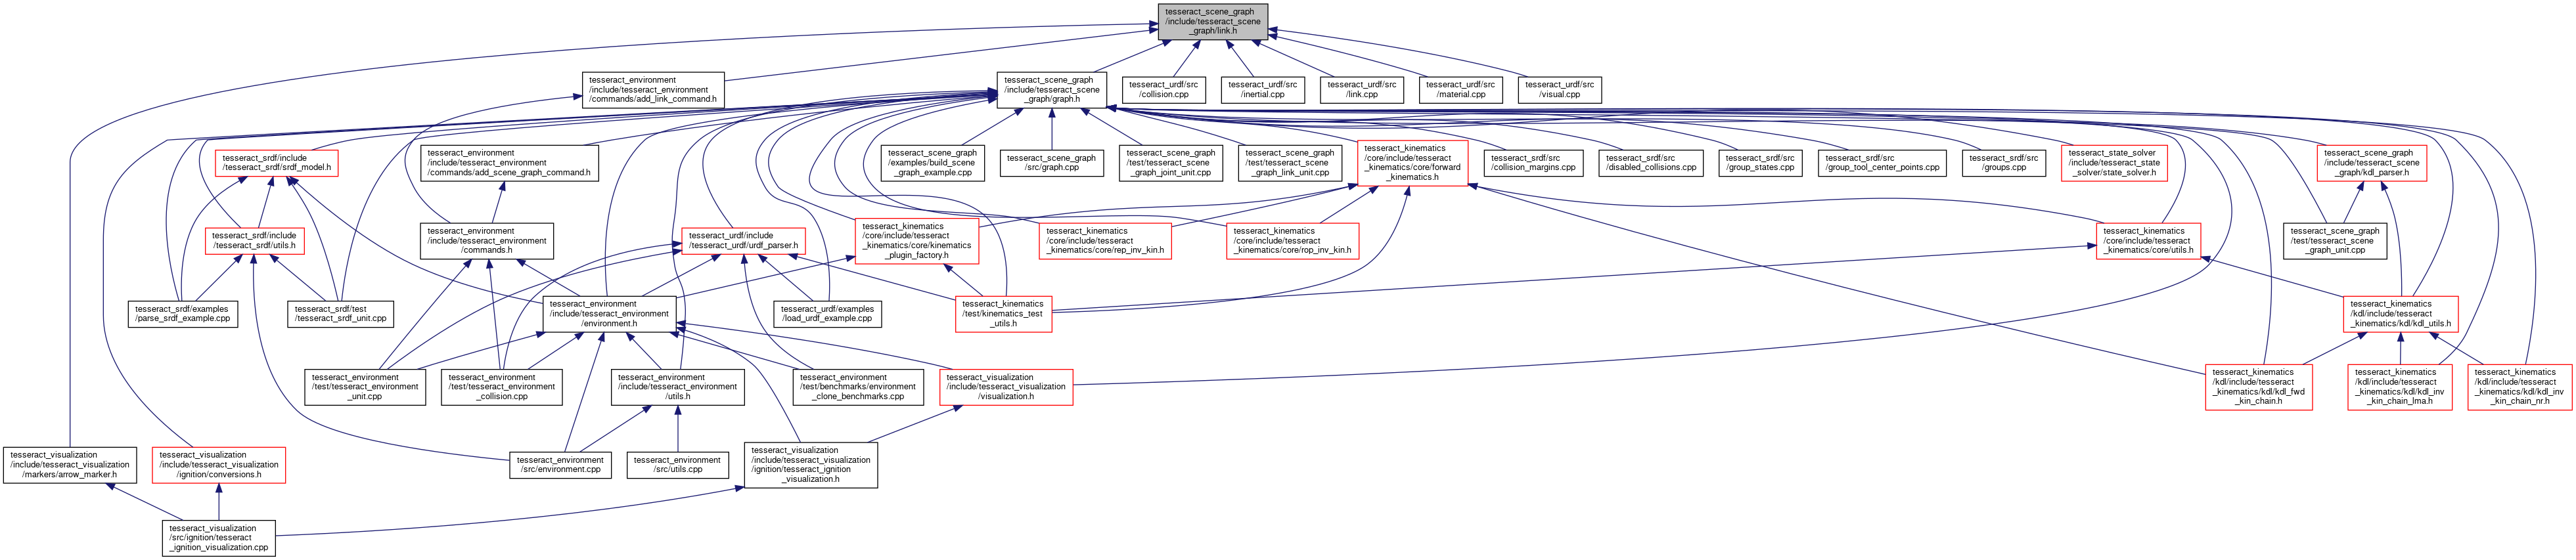 tesseract_scene_graph
/include/tesseract_scene
_graph/link.h
tesseract_environment
/include/tesseract_environment
/commands/add_link_command.h
tesseract_scene_graph
/include/tesseract_scene
_graph/graph.h
tesseract_urdf/src
/collision.cpp
tesseract_urdf/src
/inertial.cpp
tesseract_urdf/src
/link.cpp
tesseract_urdf/src
/material.cpp
tesseract_urdf/src
/visual.cpp
tesseract_srdf/include
/tesseract_srdf/srdf_model.h
tesseract_environment
/include/tesseract_environment
/commands/add_scene_graph_command.h
tesseract_scene_graph
/examples/build_scene
_graph_example.cpp
tesseract_scene_graph
/src/graph.cpp
tesseract_scene_graph
/test/tesseract_scene
_graph_joint_unit.cpp
tesseract_scene_graph
/test/tesseract_scene
_graph_link_unit.cpp
tesseract_kinematics
/core/include/tesseract
_kinematics/core/forward
_kinematics.h
tesseract_srdf/src
/collision_margins.cpp
tesseract_srdf/src
/disabled_collisions.cpp
tesseract_srdf/src
/group_states.cpp
tesseract_srdf/src
/group_tool_center_points.cpp
tesseract_srdf/src
/groups.cpp
tesseract_state_solver
/include/tesseract_state
_solver/state_solver.h
tesseract_scene_graph
/include/tesseract_scene
_graph/kdl_parser.h
tesseract_srdf/include
/tesseract_srdf/utils.h
tesseract_environment
/include/tesseract_environment
/commands.h
tesseract_urdf/include
/tesseract_urdf/urdf_parser.h
tesseract_kinematics
/core/include/tesseract
_kinematics/core/kinematics
_plugin_factory.h
tesseract_kinematics
/core/include/tesseract
_kinematics/core/rep_inv_kin.h
tesseract_kinematics
/core/include/tesseract
_kinematics/core/rop_inv_kin.h
tesseract_kinematics
/core/include/tesseract
_kinematics/core/utils.h
tesseract_scene_graph
/test/tesseract_scene
_graph_unit.cpp
tesseract_srdf/examples
/parse_srdf_example.cpp
tesseract_srdf/test
/tesseract_srdf_unit.cpp
tesseract_environment
/include/tesseract_environment
/environment.h
tesseract_urdf/examples
/load_urdf_example.cpp
tesseract_kinematics
/test/kinematics_test
_utils.h
tesseract_kinematics
/kdl/include/tesseract
_kinematics/kdl/kdl_utils.h
tesseract_environment
/test/tesseract_environment
_unit.cpp
tesseract_environment
/test/tesseract_environment
_collision.cpp
tesseract_environment
/include/tesseract_environment
/utils.h
tesseract_environment
/test/benchmarks/environment
_clone_benchmarks.cpp
tesseract_visualization
/include/tesseract_visualization
/visualization.h
tesseract_kinematics
/kdl/include/tesseract
_kinematics/kdl/kdl_fwd
_kin_chain.h
tesseract_kinematics
/kdl/include/tesseract
_kinematics/kdl/kdl_inv
_kin_chain_lma.h
tesseract_kinematics
/kdl/include/tesseract
_kinematics/kdl/kdl_inv
_kin_chain_nr.h
tesseract_visualization
/include/tesseract_visualization
/markers/arrow_marker.h
tesseract_visualization
/include/tesseract_visualization
/ignition/conversions.h
tesseract_environment
/src/environment.cpp
tesseract_environment
/src/utils.cpp
tesseract_visualization
/include/tesseract_visualization
/ignition/tesseract_ignition
_visualization.h
tesseract_visualization
/src/ignition/tesseract
_ignition_visualization.cpp